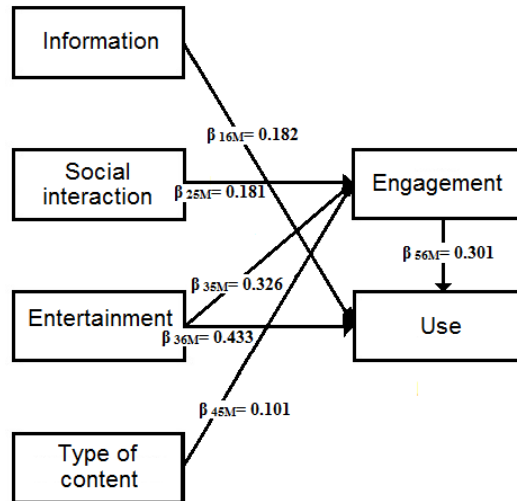 Information
β 16M= 0.182
Social
interaction
β 25M= 0.181
Engagement
β 56M= 0.301
β 35M= 0.326
Entertainment
β 36M= 0.433
Use
β 45M= 0.101
Type of
content